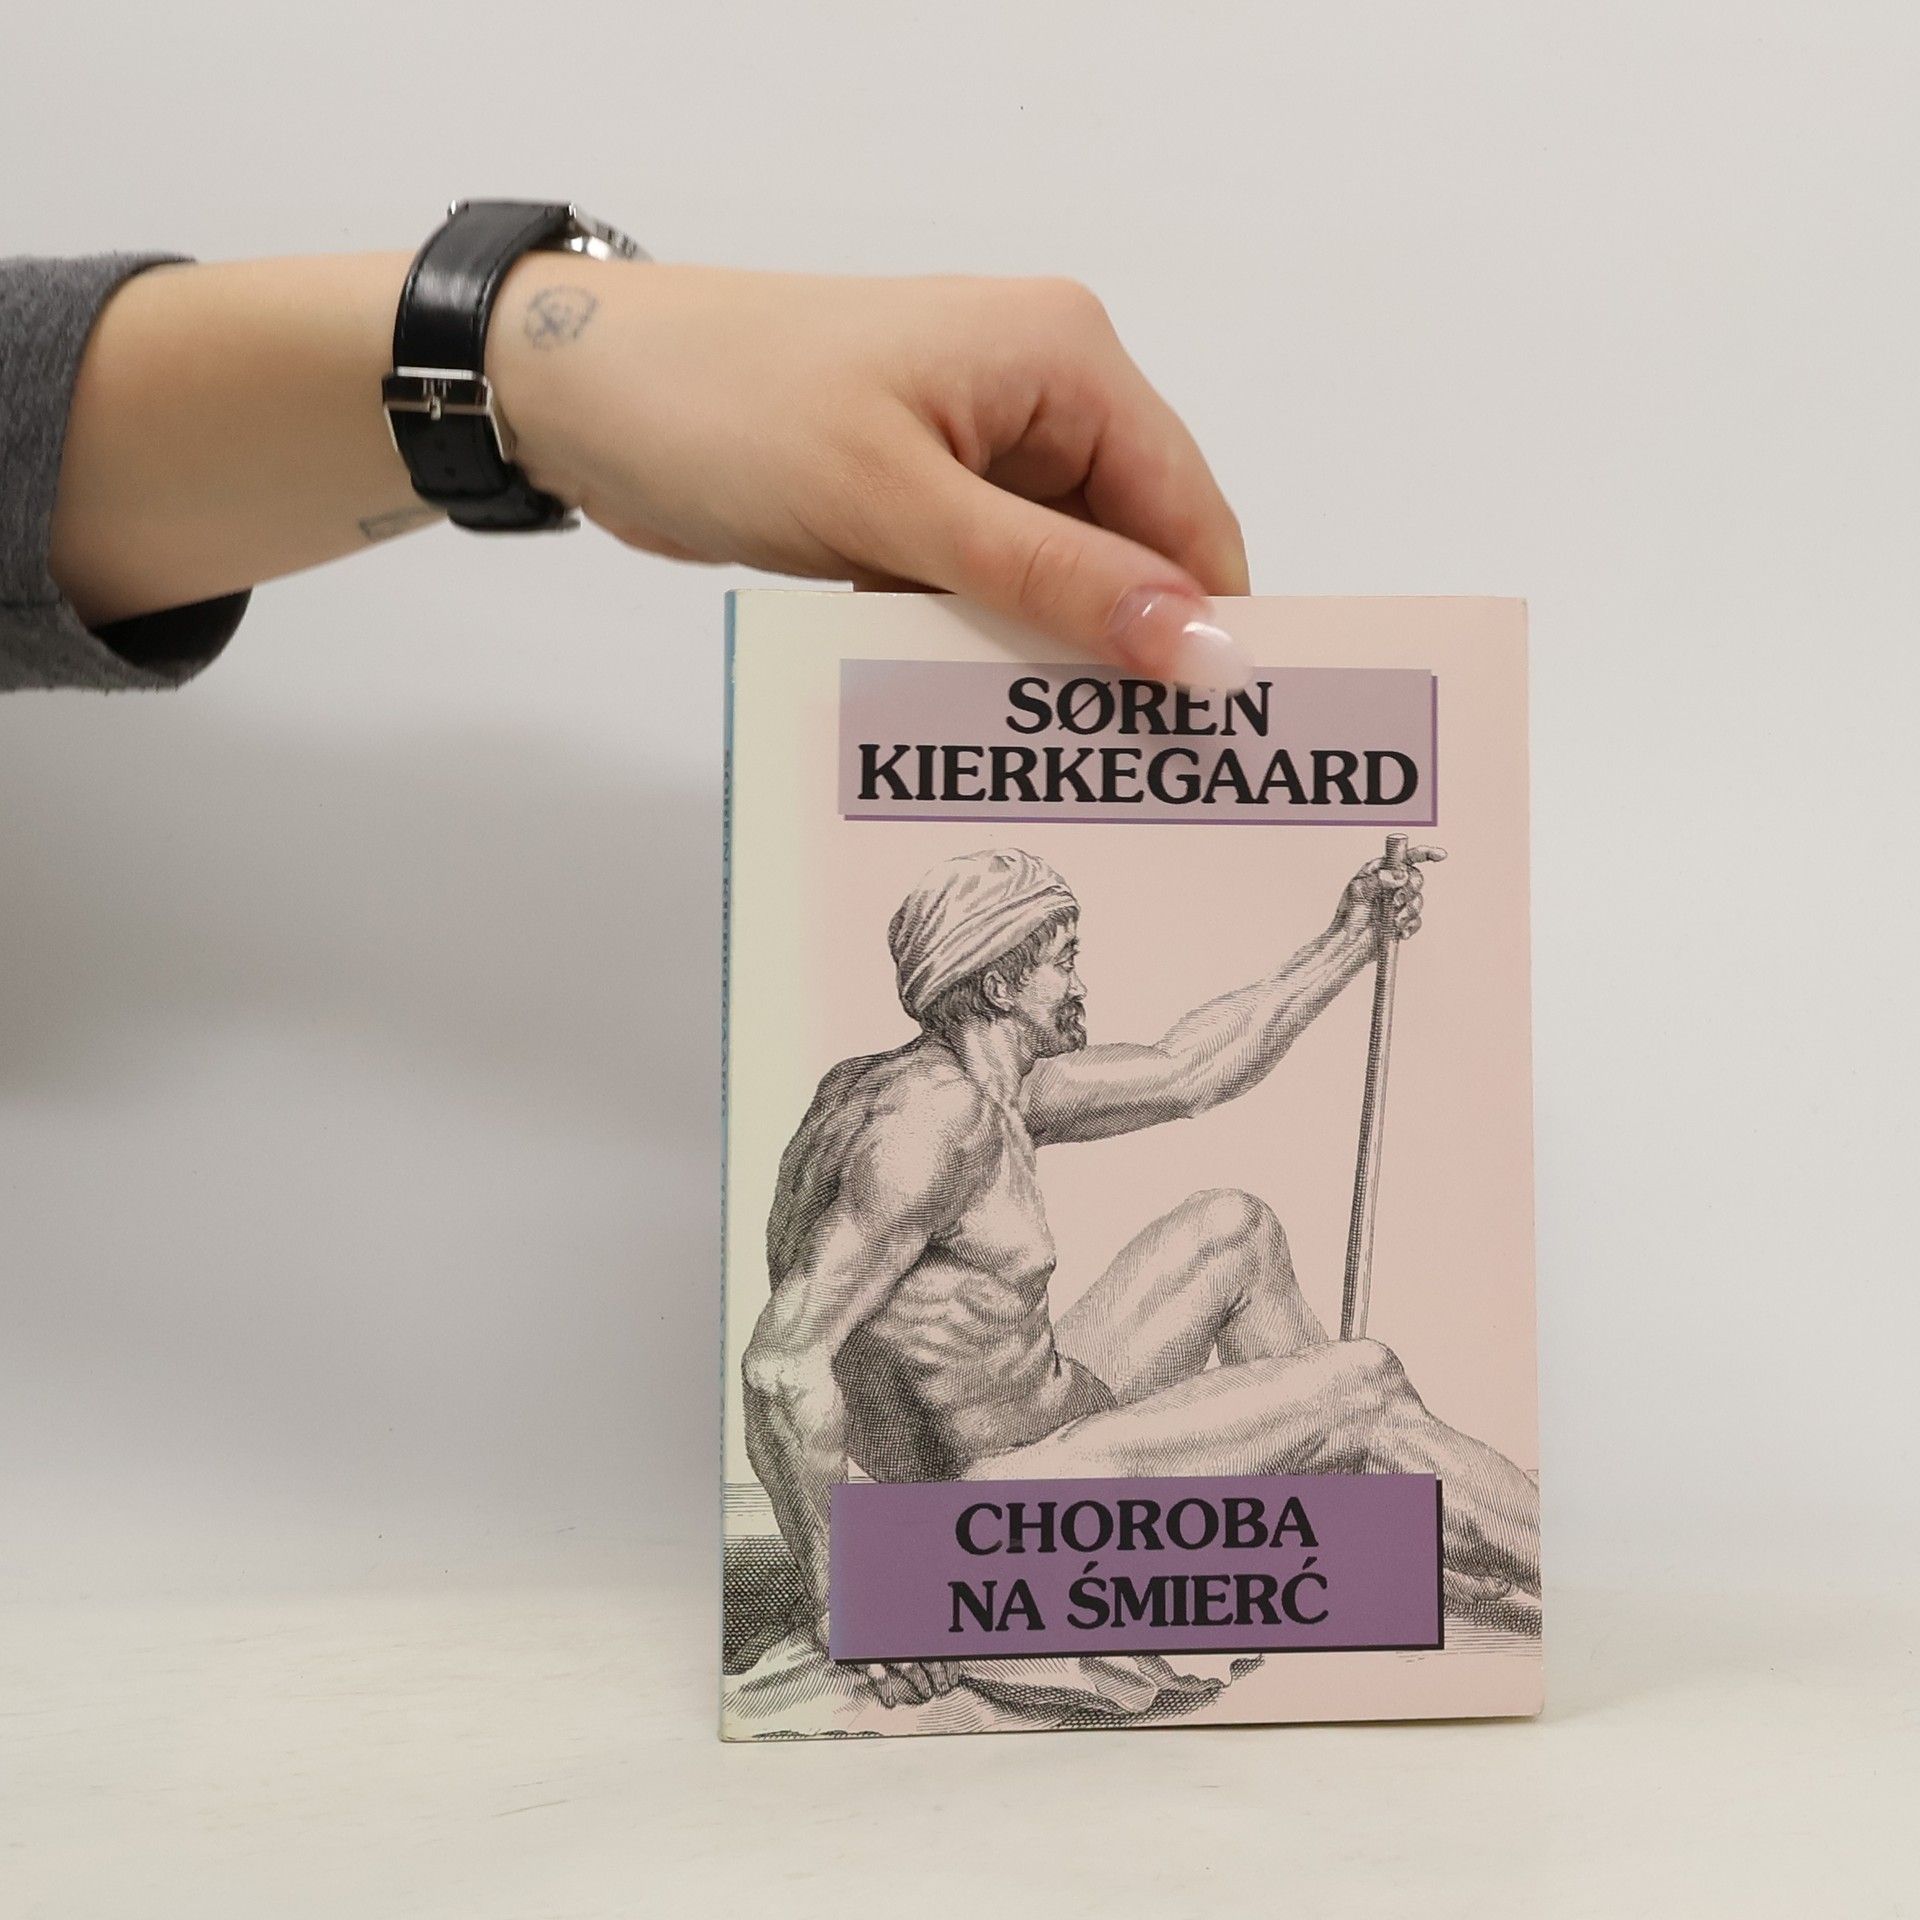 SØREN
KIERKEGAARD
CHOROBA
NA ŚMIERĆ